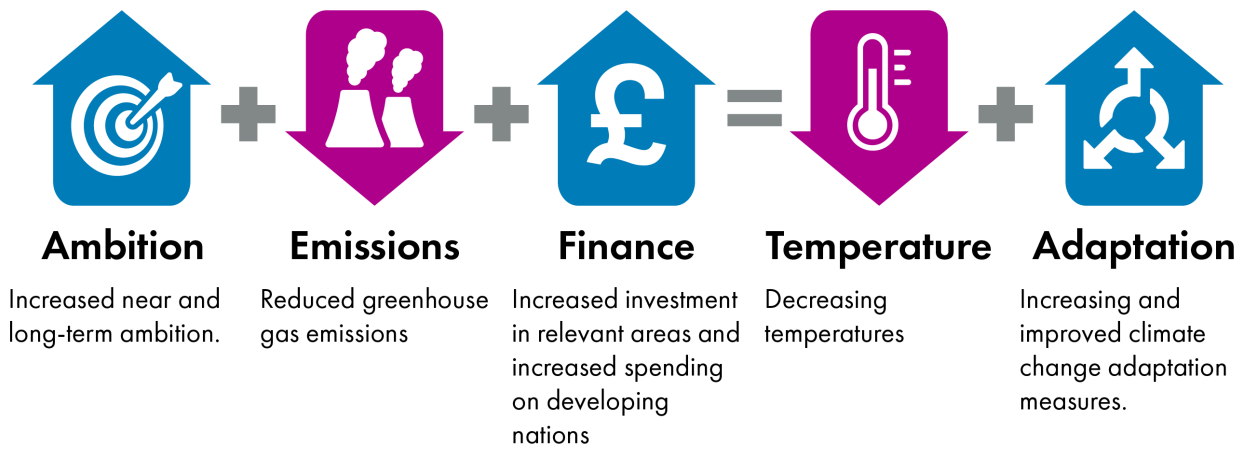 £
Ambition
Increased near and
long-term ambition.
Emissions
Reduced greenhouse
gas emissions
Finance
Increased investment
in relevant areas and
increased spending
on developing
nations
Temperature
Decreasing
temperatures
Adaptation
Increasing and
improved climate
change adaptation
measures.